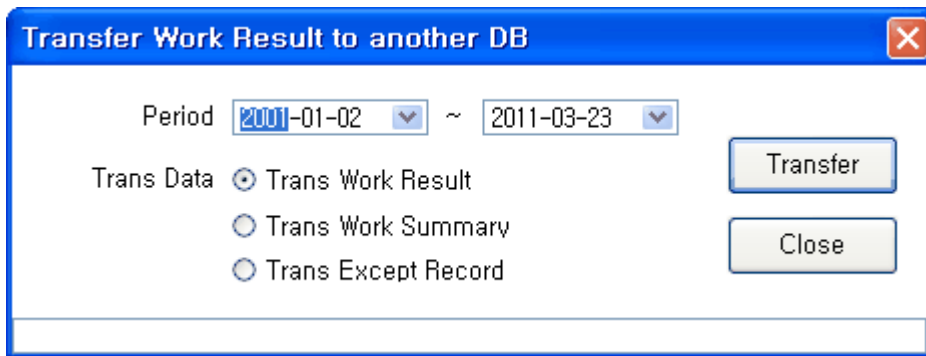 Transfer Work Result to another DB
Period 2001-01-02 ~ 2011-03-23
Transfer
Trans Data Trans Work Result
Trans Work Summary
Close
Trans Except Record